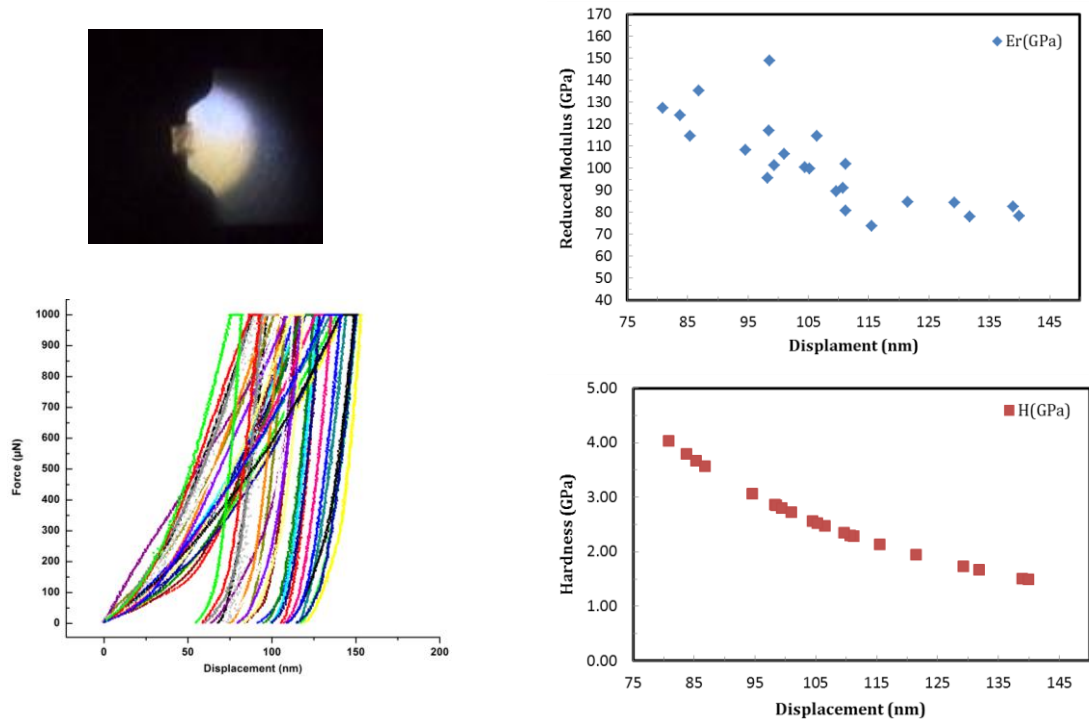 170
160
150
140
130
120
110
100
90
80
70
60
50
40
Reduced Modulus (GPa)
Er(GPa)
75 85 95 105 115 125 135 145
Displament (nm)
1000
900
800
700
600
500
400
300
200
100
0
Force (µN)
0 50 100 150 200
Displacement (nm)
5.00
4.00
3.00
2.00
1.00
0.00
Hardness (GPa)
H(GPa)
75 85 95 105 115 125 135 145
Displacement (nm)